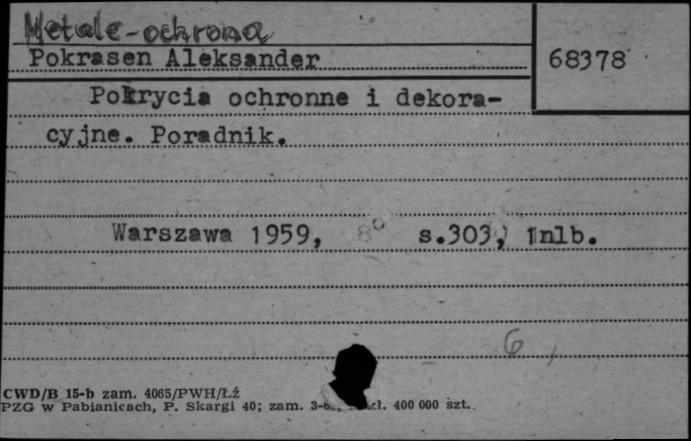 Metale-ochrona
Pokrasen Aleksander
68378
Pokrycia ochronne i dekora-
cyjne. Poradnik.
Warszawa 1959, 8° s.303, 1nlb.
6
CWD/B 15-b zam. 4065/PWH/Łź
PZG w Pabianicach, P. Skargi 40; zam. 400 000 szt.